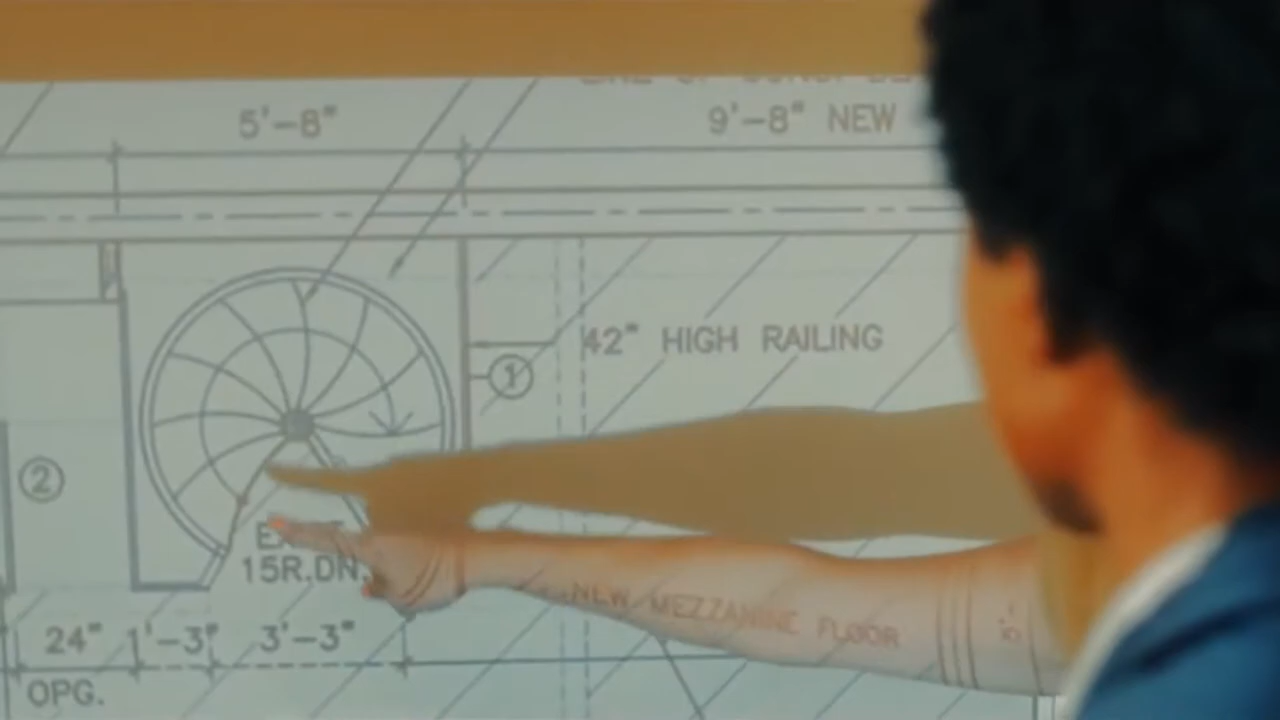 5'-8"
9'-8" NEW
42" HIGH RAILING
1
2
15R.DN.
NEW MEZZANINE FLOOR
24" 1'-3" 3'-3"
OPG.